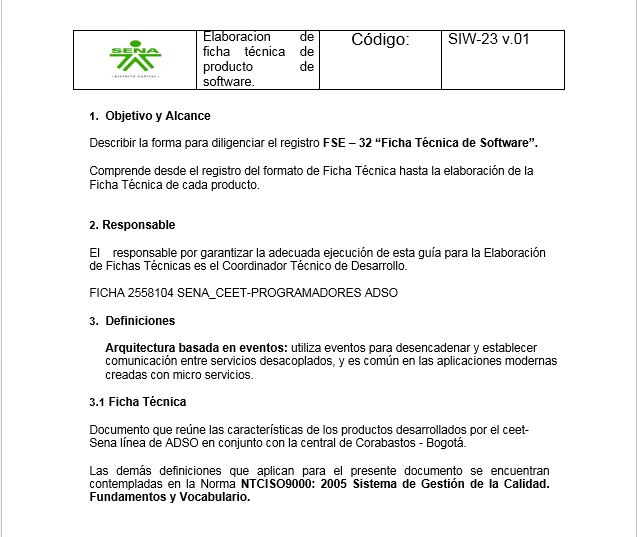 SENA
· DISTRITO CAPITAL ·
Elaboracion de
ficha técnica de
producto de
software.
Código:
SIW-23 v.01
1. Objetivo y Alcance
Describir la forma para diligenciar el registro FSE – 32 “Ficha Técnica de Software”.
Comprende desde el registro del formato de Ficha Técnica hasta la elaboración de la
Ficha Técnica de cada producto.
2. Responsable
El responsable por garantizar la adecuada ejecución de esta guía para la Elaboración
de Fichas Técnicas es el Coordinador Técnico de Desarrollo.
FICHA 2558104 SENA_CEET-PROGRAMADORES ADSO
3. Definiciones
Arquitectura basada en eventos: utiliza eventos para desencadenar y establecer
comunicación entre servicios desacoplados, y es común en las aplicaciones modernas
creadas con micro servicios.
3.1 Ficha Técnica
Documento que reúne las características de los productos desarrollados por el ceet-
Sena línea de ADSO en conjunto con la central de Corabastos - Bogotá.
Las demás definiciones que aplican para el presente documento se encuentran
contempladas en la Norma NTCISO9000: 2005 Sistema de Gestión de la Calidad.
Fundamentos y Vocabulario.